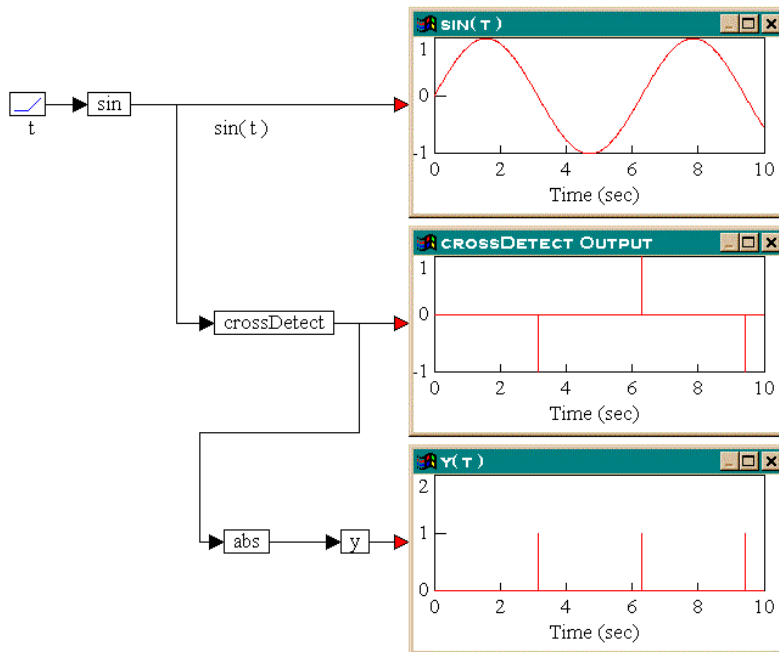 sin(t)
1
0
-1
0 2 4 6 8 10
Time (sec)
t
sin
sin(t)
crossDetect Output
1
0
-1
0 2 4 6 8 10
Time (sec)
crossDetect
Y(t)
2
1
0
0 2 4 6 8 10
Time (sec)
abs
y